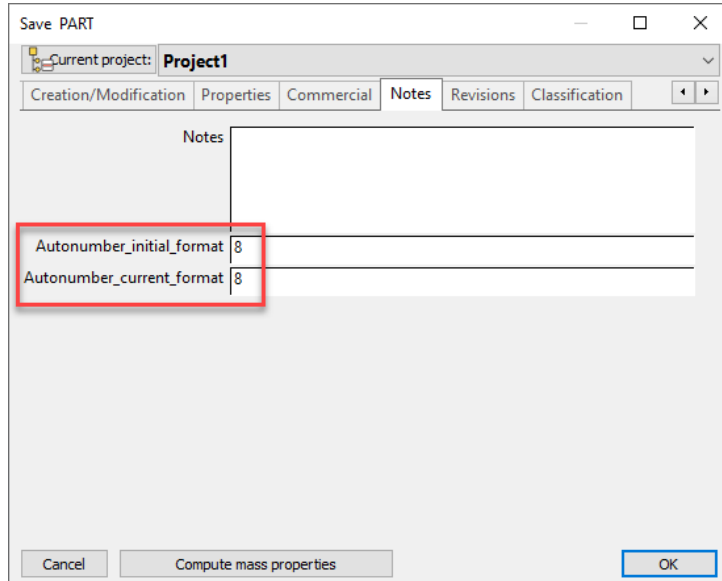 Save PART
Current project: Project1
Creation/Modification Properties Commercial Notes Revisions Classification
Notes
Autonumber_initial_format 8
Autonumber_current_format 8
Cancel Compute mass properties OK